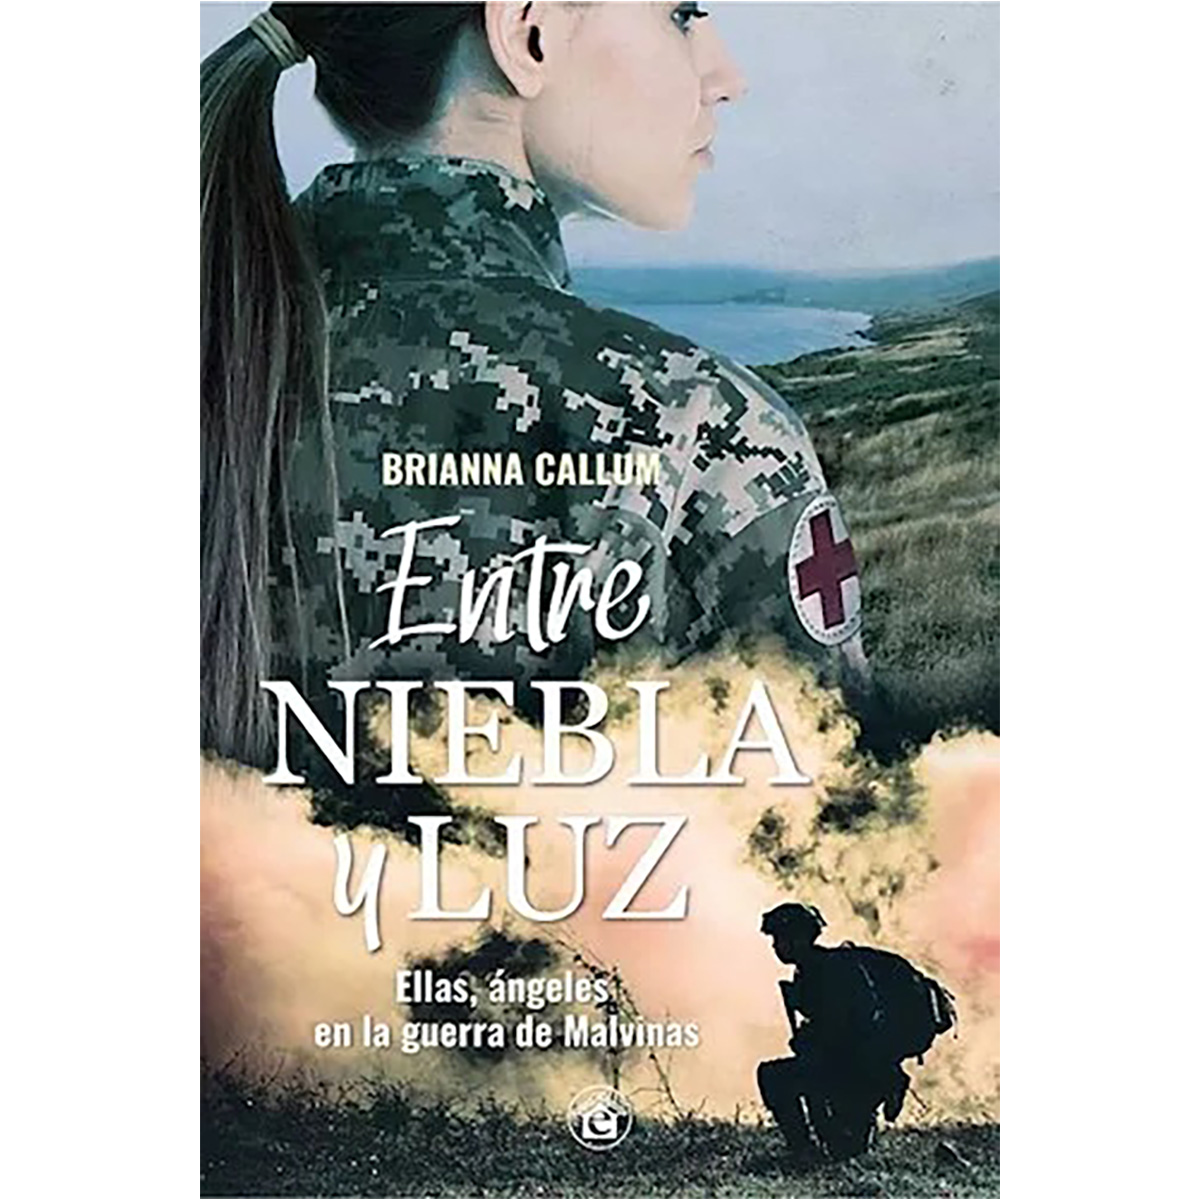 BRIANNA CALLUM
Entre
NIEBLA
y LUZ
Ellas, ángeles
en la guerra de Malvinas
e